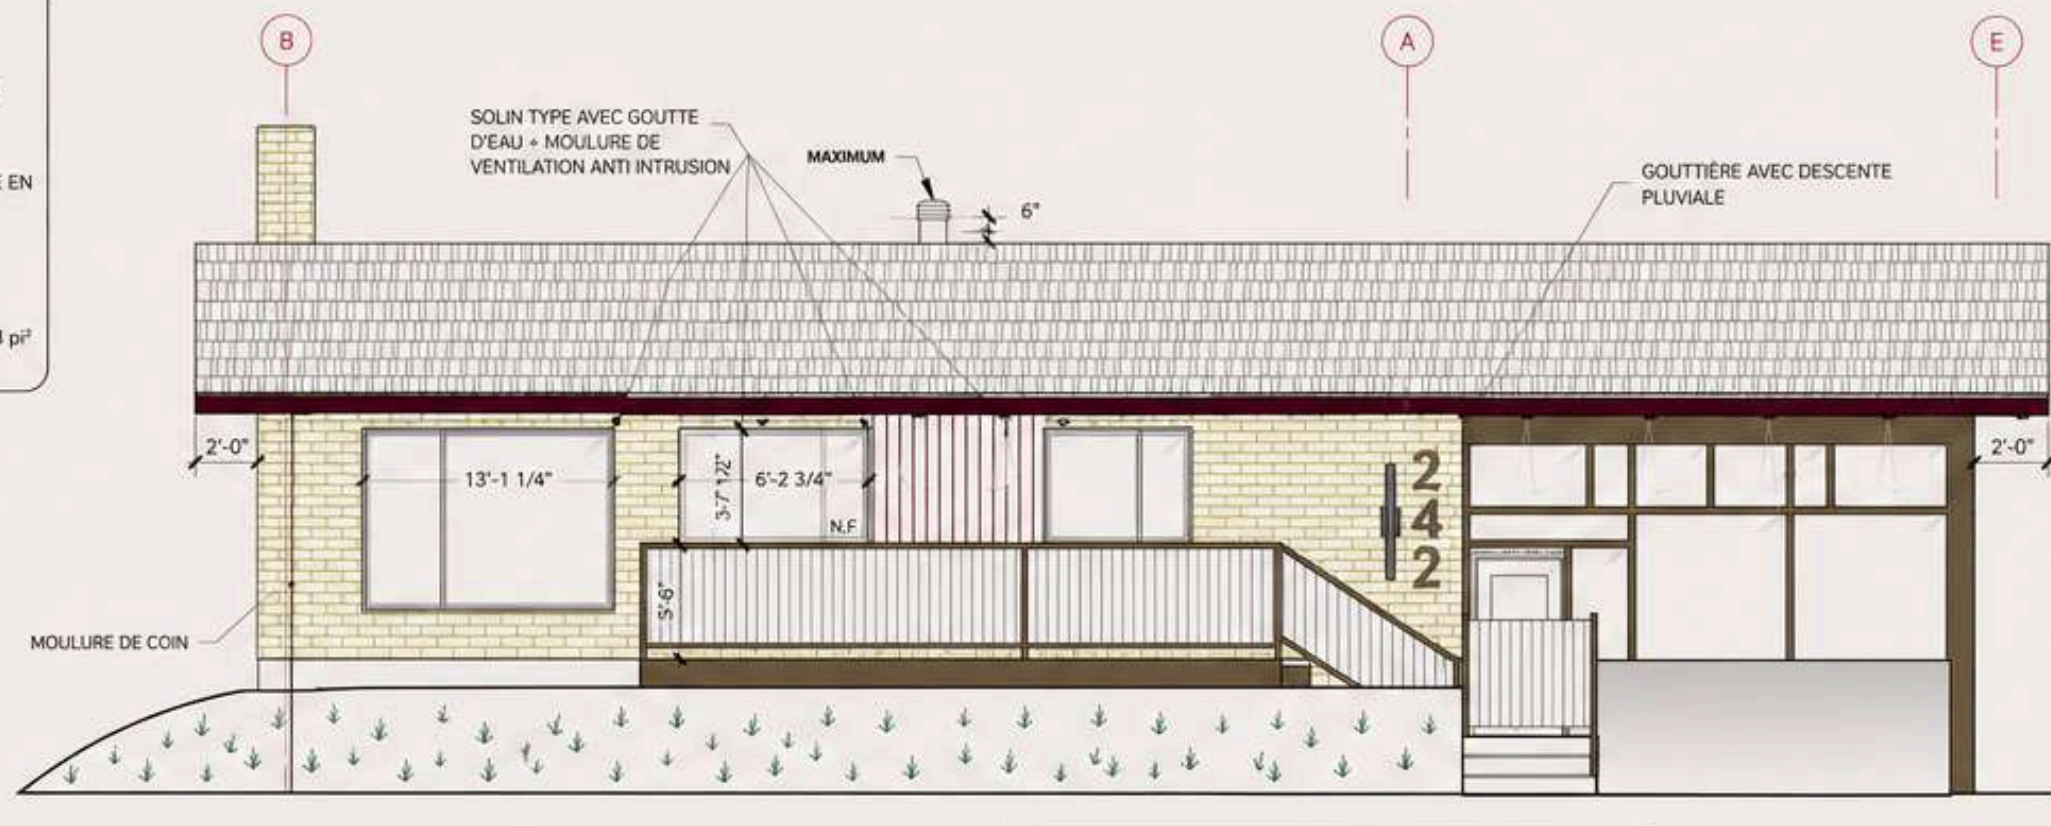 B
A
E
SOLIN TYPE AVEC GOUTTE
D'EAU + MOULURE DE
VENTILATION ANTI INTRUSION
MAXIMUM
6"
GOUTTIÈRE AVEC DESCENTE
PLUVIALE
E EN
pi²
2'-0"
13'-1 1/4"
3'-7 1/2"
6'-2 3/4"
N.F
2
4
2
2'-0"
5'-6"
MOULURE DE COIN